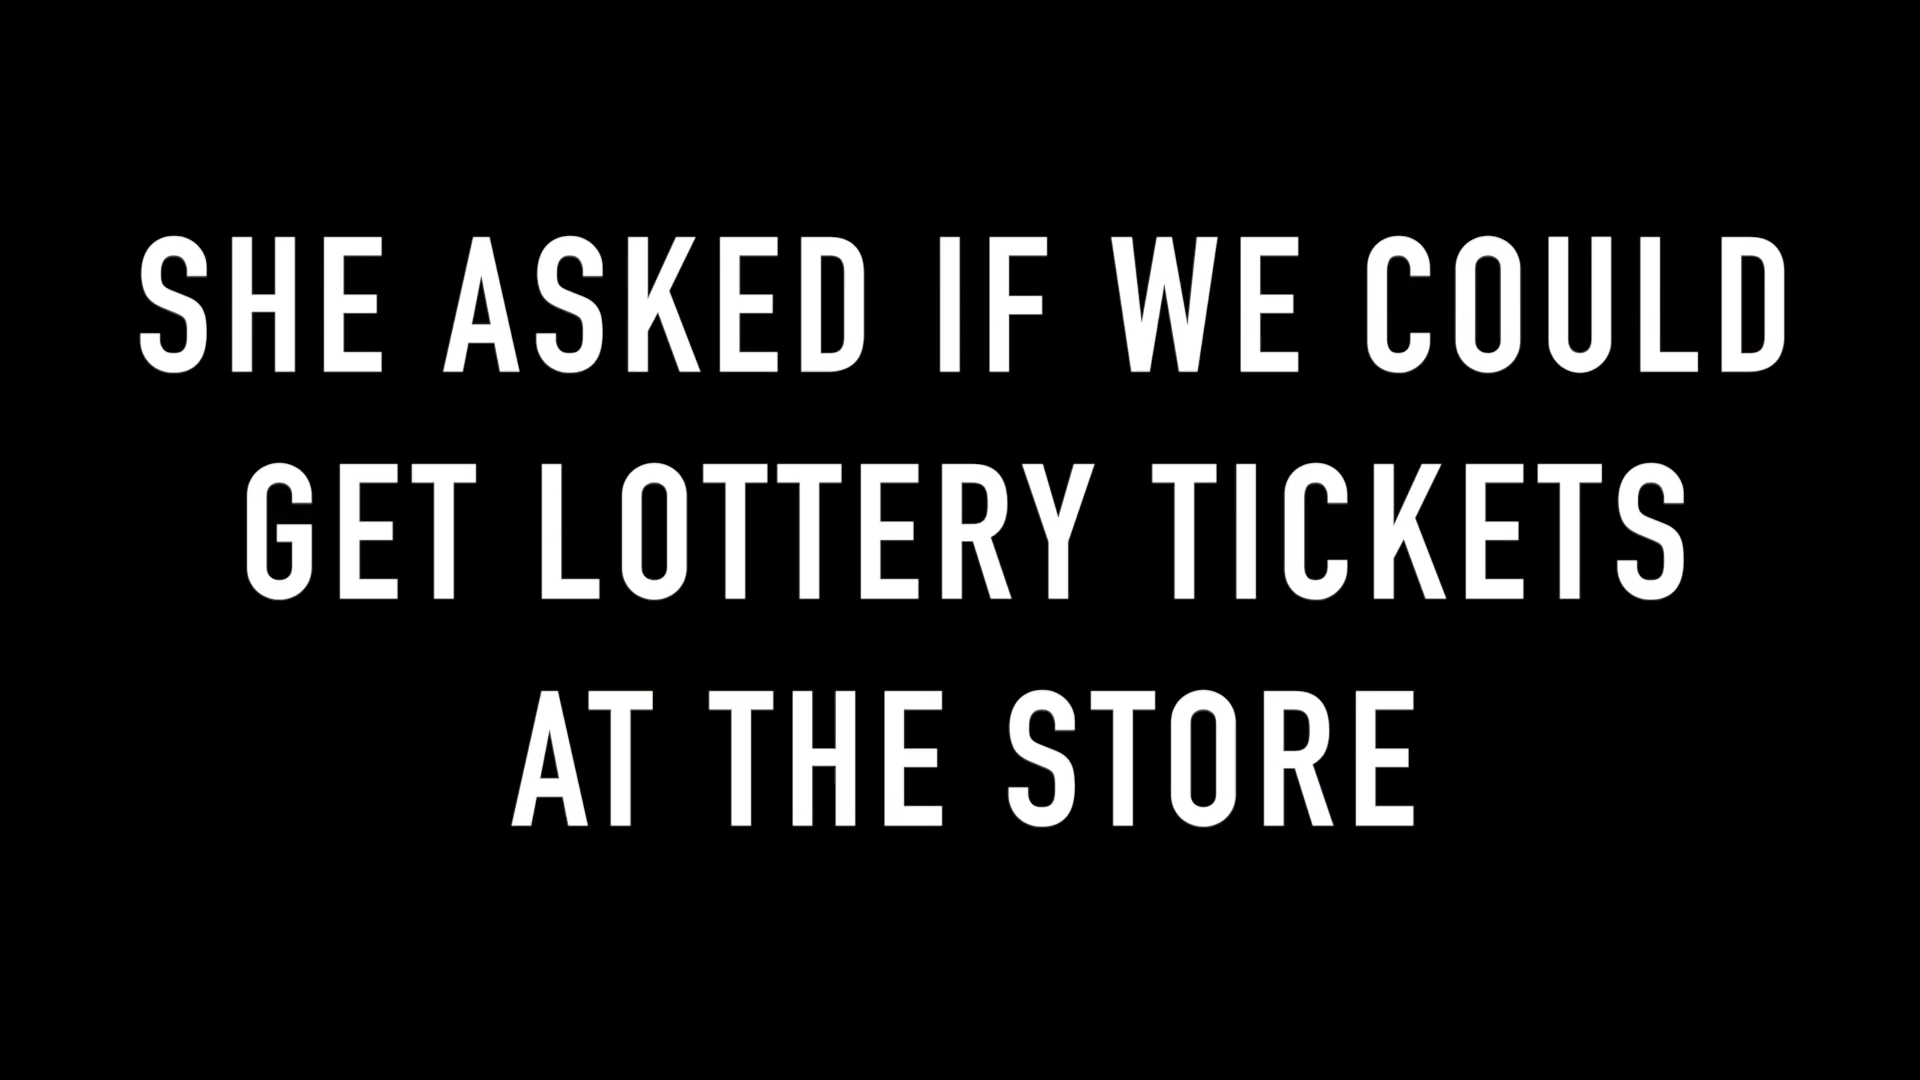 SHE ASKED IF WE COULD
GET LOTTERY TICKETS
AT THE STORE